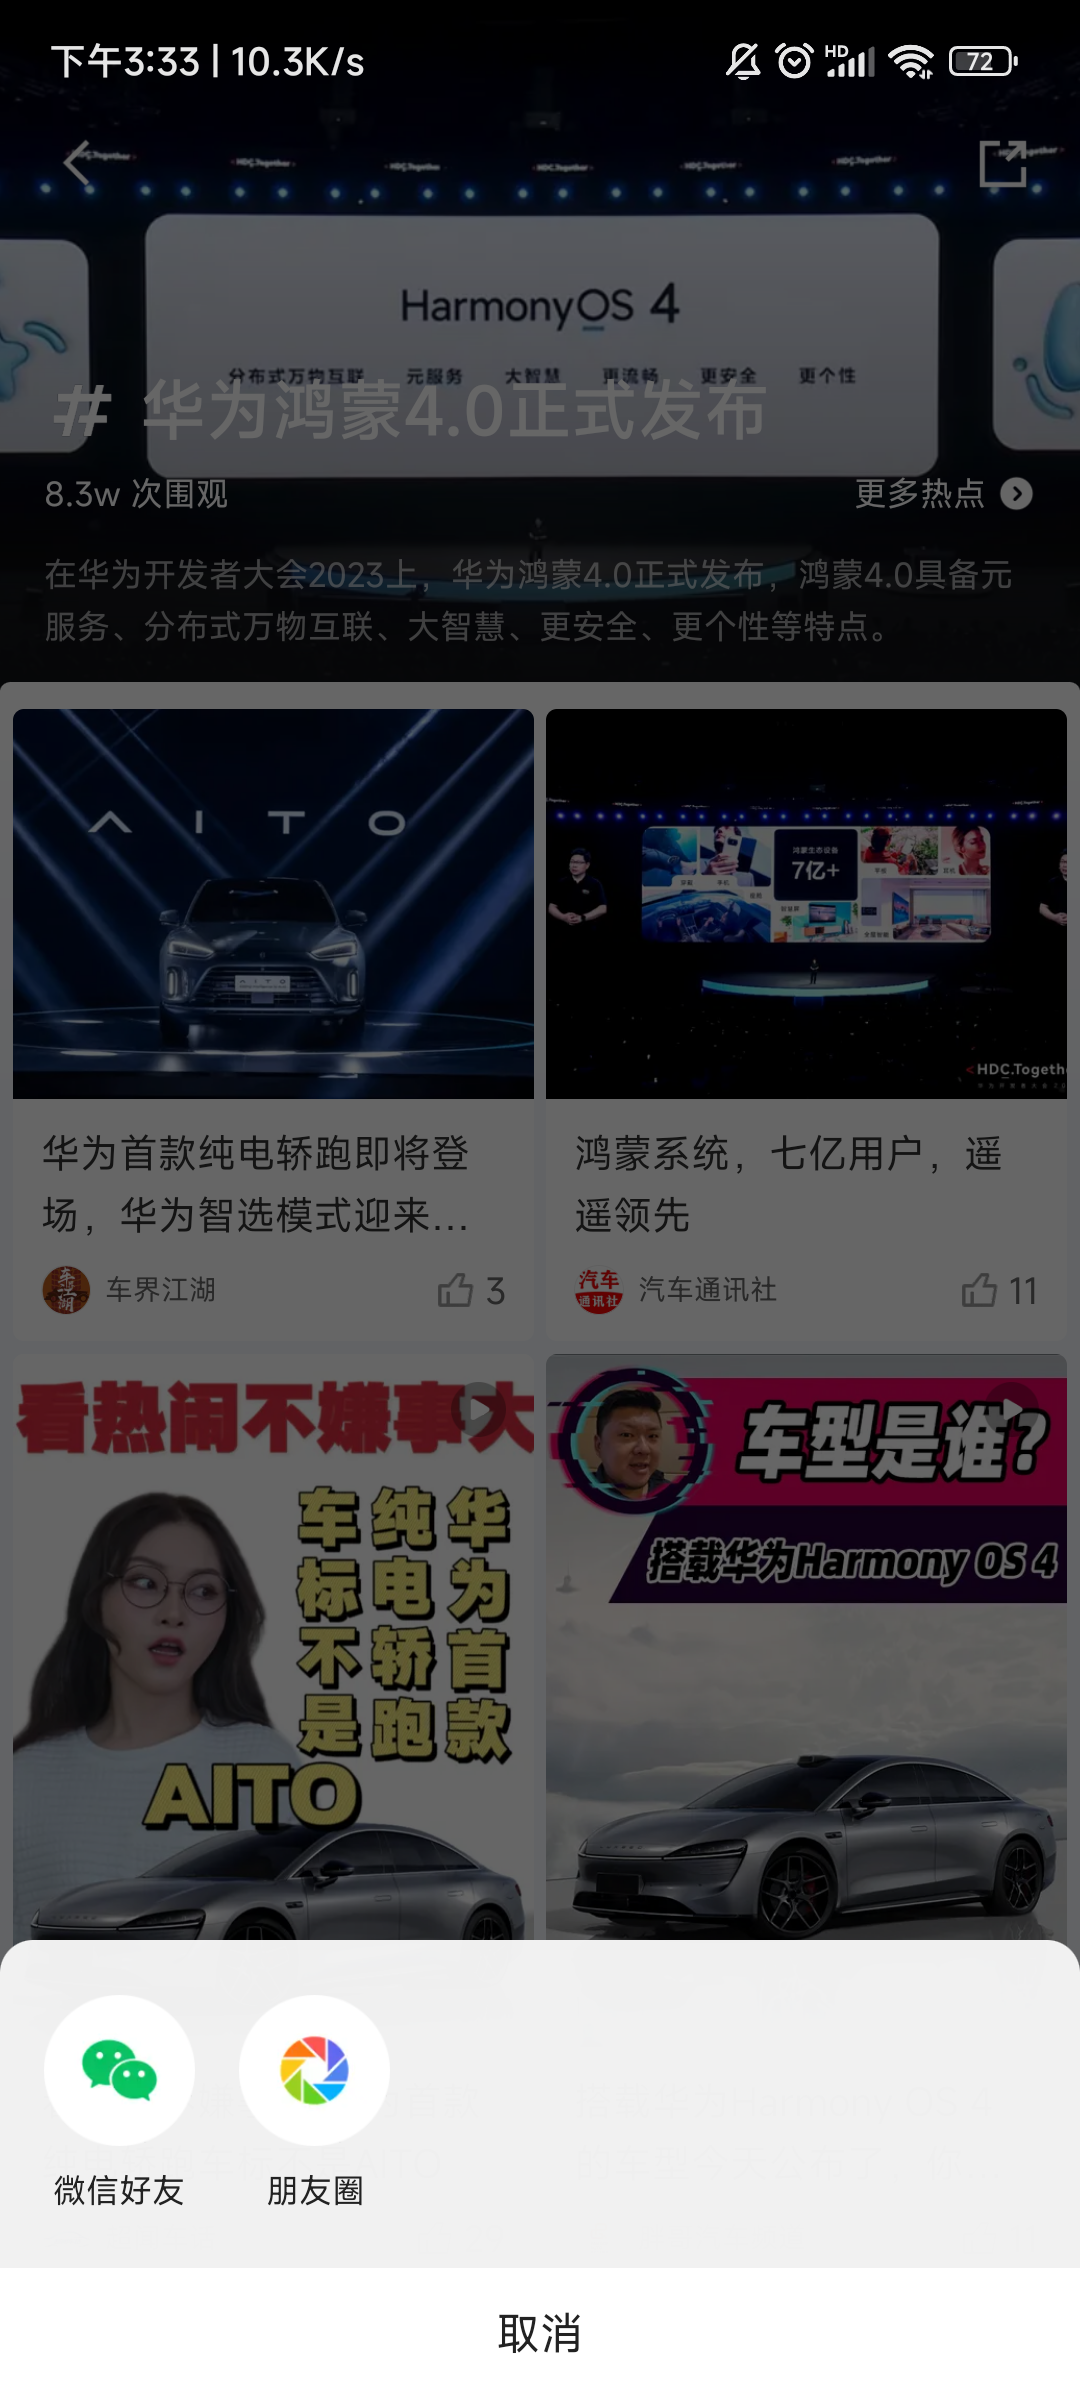 下午3:33 | 10.3K/s
HD
72
HarmonyOS 4
分布式万物互联 元服务 大智慧 更流畅 更安全 更个性
# 华为鸿蒙4.0正式发布
8.3w 次围观
更多热点
在华为开发者大会2023上，华为鸿蒙4.0正式发布，鸿蒙4.0具备元
服务、分布式万物互联、大智慧、更安全、更个性等特点。
AITO
AITO
鸿蒙生态设备
7亿+
<HDC.Togeth
华为首款纯电轿跑即将登
场，华为智选模式迎来...
车界江湖
3
鸿蒙系统，七亿用户，遥
遥领先
汽车通讯社
汽车通讯社
11
看热闹不嫌事大
华为首款
纯电轿跑
车标不是
AITO
车型是谁?
搭载华为Harmony OS 4
微信好友
朋友圈
取消